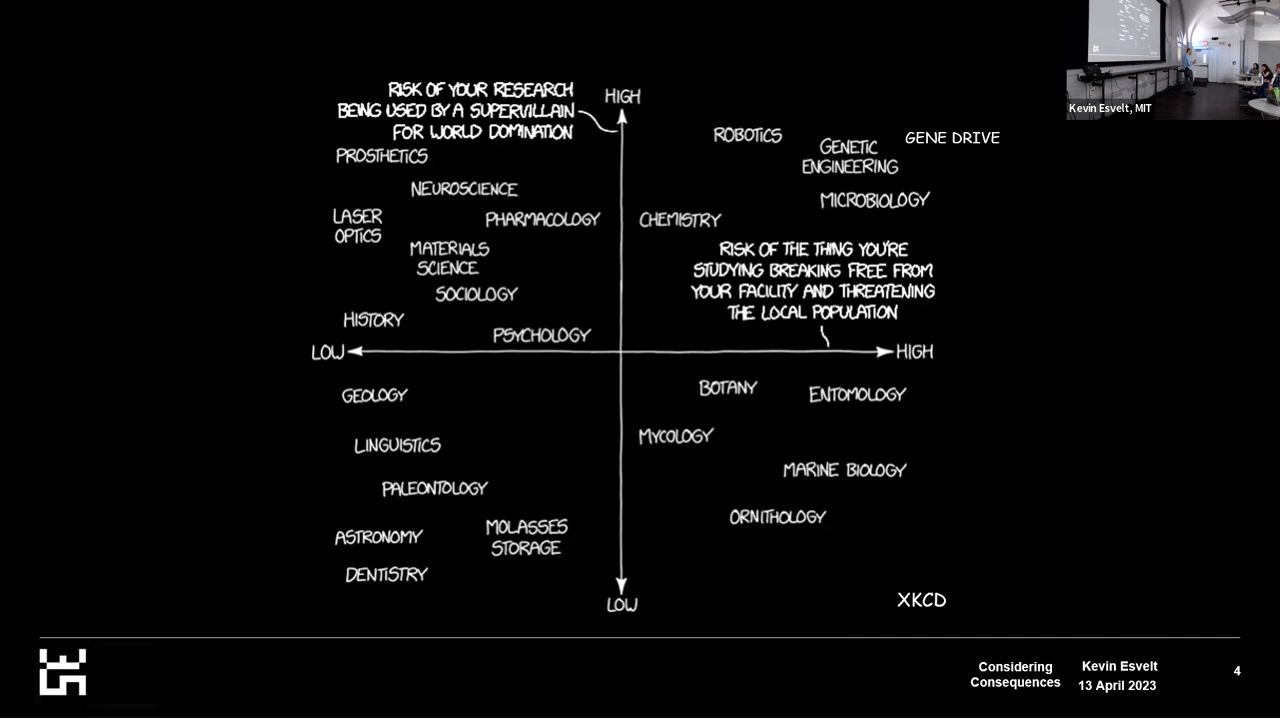 RISK OF YOUR RESEARCH
BEING USED BY A SUPERVILLAIN
FOR WORLD DOMINATION
HIGH
Kevin Esvelt, MIT
PROSTHETICS
ROBOTICS
GENETIC
ENGINEERING
GENE DRIVE
NEUROSCIENCE
MICROBIOLOGY
LASER
OPTICS
PHARMACOLOGY
CHEMISTRY
MATERIALS
SCIENCE
RISK OF THE THING YOU'RE
STUDYING BREAKING FREE FROM
YOUR FACILITY AND THREATENING
THE LOCAL POPULATION
SOCIOLOGY
HISTORY
PSYCHOLOGY
LOW
HIGH
GEOLOGY
BOTANY
ENTOMOLOGY
LINGUISTICS
MYCOLOGY
MARINE BIOLOGY
PALEONTOLOGY
ORNITHOLOGY
ASTRONOMY
MOLASSES
STORAGE
DENTISTRY
LOW
XKCD
Considering
Consequences
Kevin Esvelt
13 April 2023
4